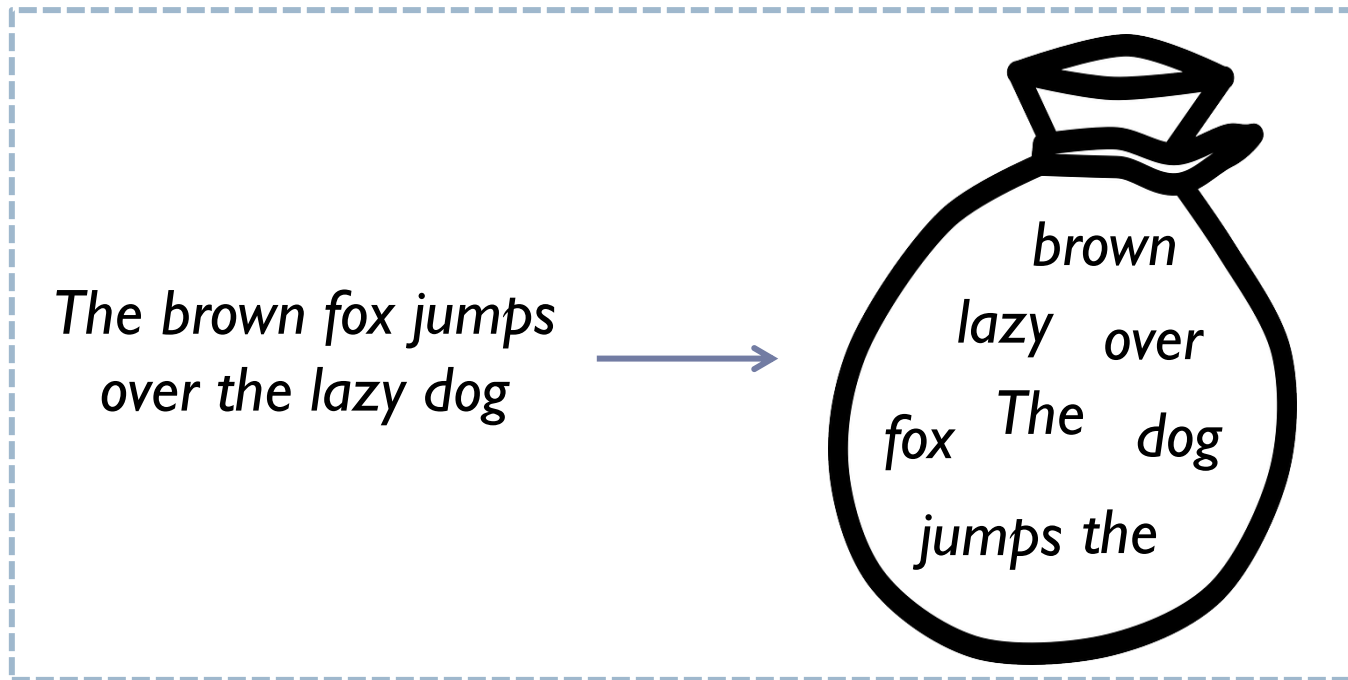 The brown fox jumps
over the lazy dog
brown
lazy over
fox The dog
jumps the